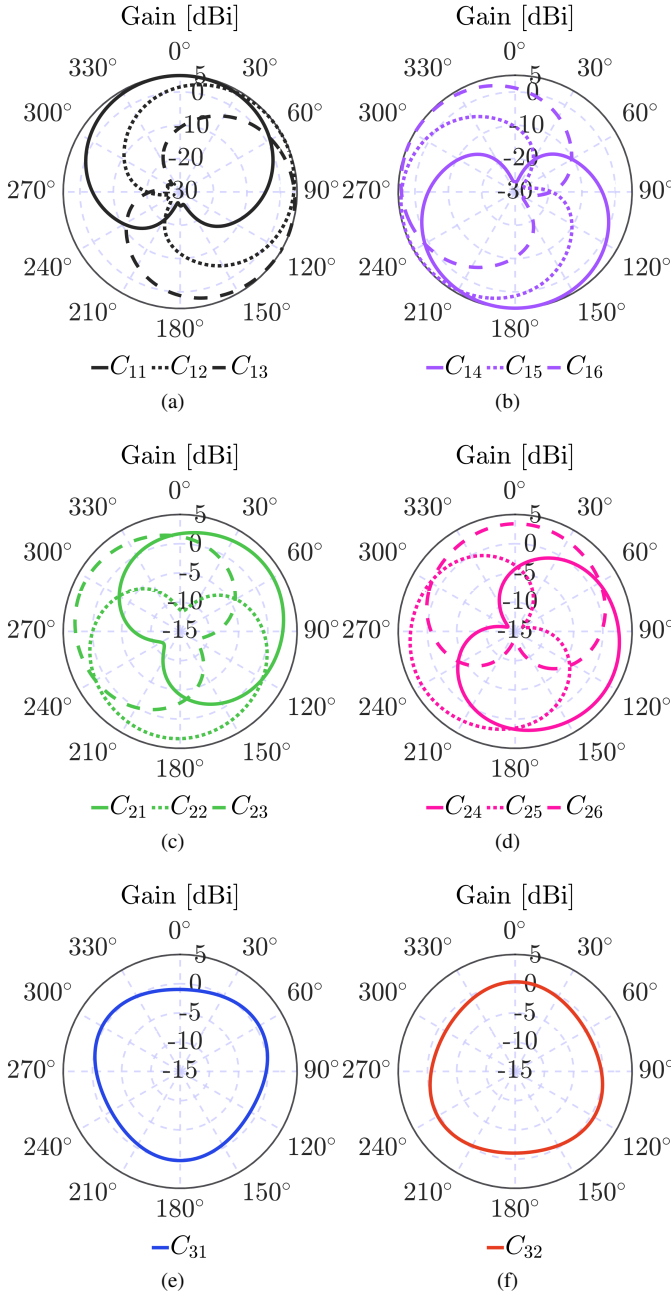 Gain [dBi] Gain [dBi]
0° 0°
330° 5 30° 330° 5 30°
300° 0 60° 300° 0 60°
-10 -10
-20 -20
270° -30 90° 270° -30 90°
240° 120° 240° 120°
210° 150° 210° 150°
180° 180°
C₁₁ C₁₂ C₁₃ C₁₄ C₁₅ C₁₆
(a) (b)
Gain [dBi] Gain [dBi]
0° 0°
330° 5 30° 330° 5 30°
300° 0 60° 300° 0 60°
-5 -5
-10 -10
270° -15 90° 270° -15 90°
240° 120° 240° 120°
210° 150° 210° 150°
180° 180°
C₂₁ C₂₂ C₂₃ C₂₄ C₂₅ C₂₆
(c) (d)
Gain [dBi] Gain [dBi]
0° 0°
330° 5 30° 330° 5 30°
300° 0 60° 300° 0 60°
-5 -5
-10 -10
270° -15 90° 270° -15 90°
240° 120° 240° 120°
210° 150° 210° 150°
180° 180°
C₃₁ C₃₂
(e) (f)